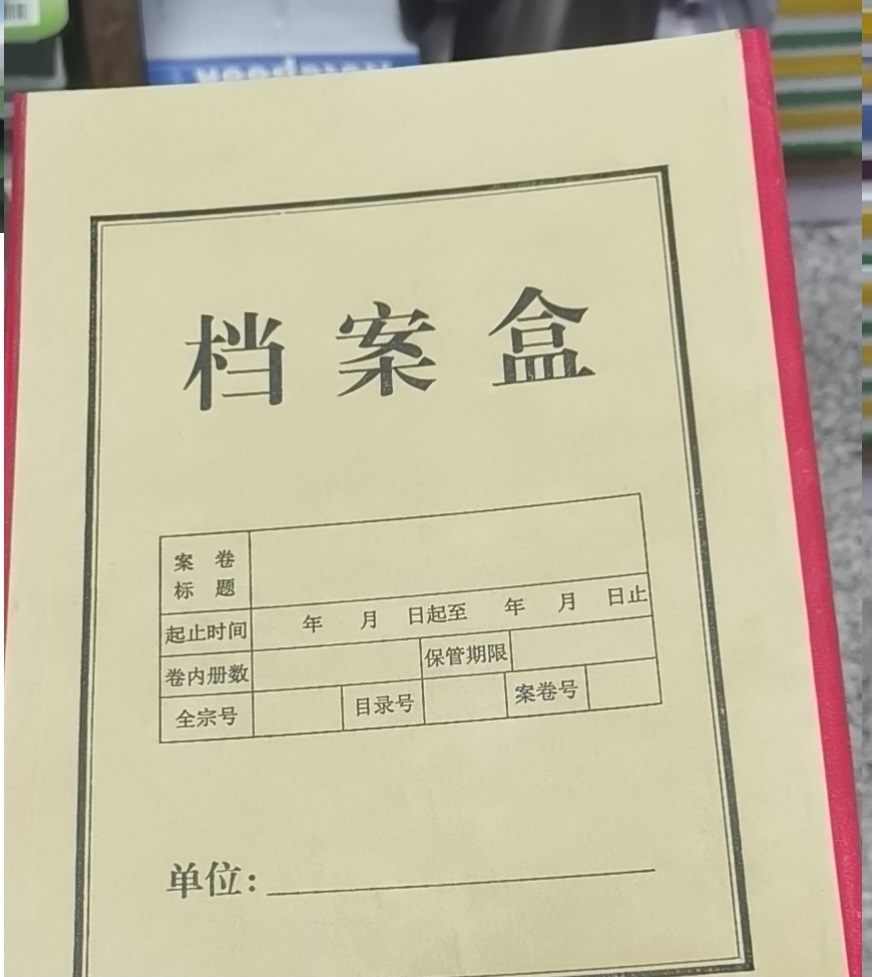 档案盒
案卷
标题
起止时间 年 月 日起至 年 月 日止
卷内册数 保管期限
全宗号 目录号 案卷号
单位: